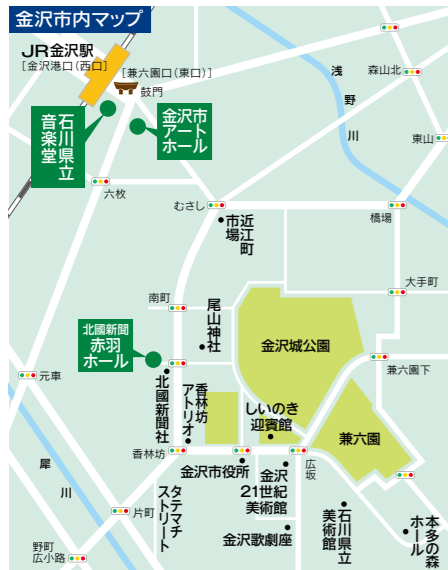 金沢市内マップ
JR金沢駅
[金沢港口(西口)]
[兼六園口(東口)]
鼓門
石川県立
音楽堂
金沢市
アート
ホール
浅野川
森山北
東山
六枚
むさし
近江町
市場
橋場
大手町
南町
尾山神社
金沢城公園
北國新聞
赤羽
ホール
元車
北國新聞社
香林坊
アトリオ
しいのき
迎賓館
兼六園下
兼六園
香林坊
金沢市役所
広坂
犀川
片町
タテマチ
ストリート
金沢
21世紀
美術館
金沢歌劇座
石川県立
美術館
本多の森
ホール
野町
広小路